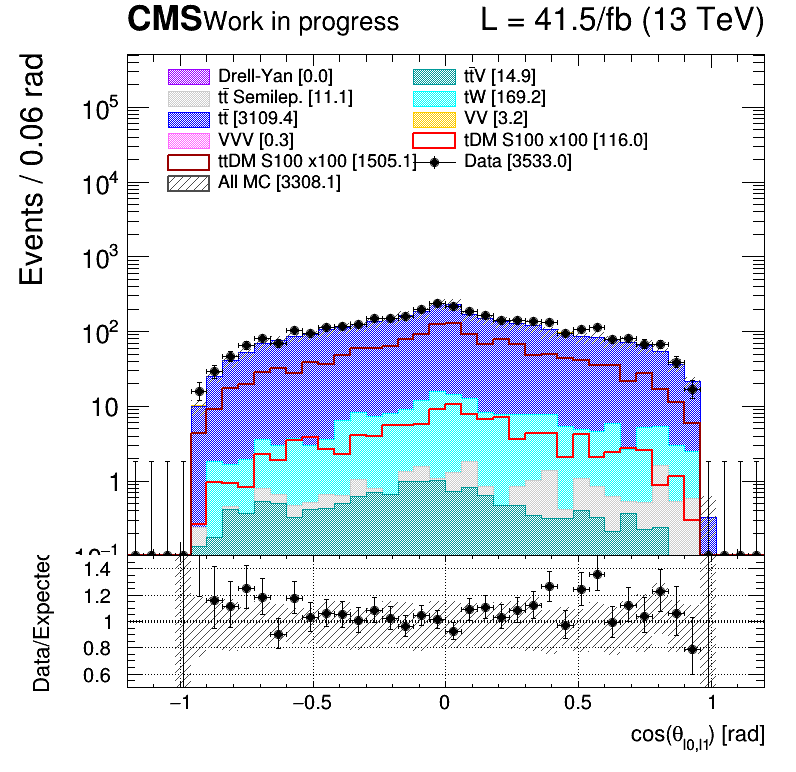 CMS Work in progress L = 41.5/fb (13 TeV)
Drell-Yan [0.0] tt̄V [14.9]
tt̄ Semilep. [11.1] tW [169.2]
tt̄ [3109.4] VV [3.2]
VVV [0.3] tDM S100 x100 [116.0]
ttDM S100 x100 [1505.1] Data [3533.0]
All MC [3308.1]
Events / 0.06 rad
10⁵
10⁴
10³
10²
10
1
10⁻¹
Data/Expected
1.4
1.2
1
0.8
0.6
−1 −0.5 0 0.5 1
cos(θ_l0,l1) [rad]